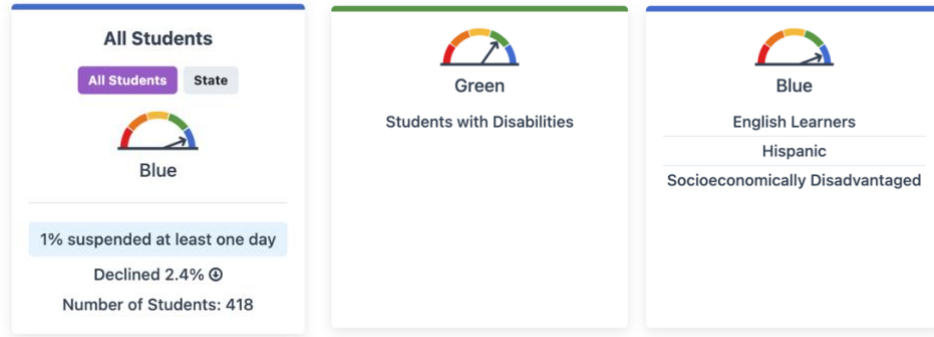 All Students
All Students State
Blue
1% suspended at least one day
Declined 2.4%
Number of Students: 418
Green
Students with Disabilities
Blue
English Learners
Hispanic
Socioeconomically Disadvantaged